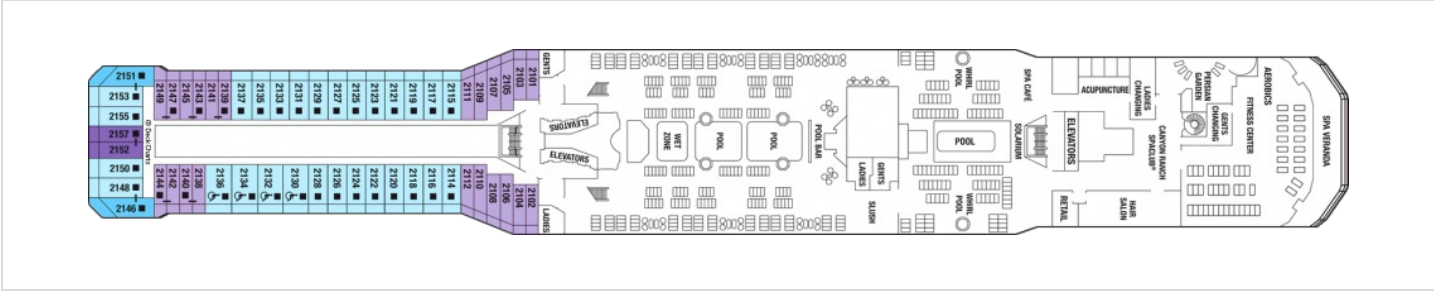 2151
2153
2155
2157
2152
2150
2148
2146
© Deck Charts
2149
2147
2145
2143
2141
2139
2137
2135
2133
2131
2129
2127
2125
2123
2121
2119
2117
2115
2111
2109
2107
2105
2103
2101
GENTS
2144
2142
2140
2138
2136
2134
2132
2130
2128
2126
2124
2122
2120
2118
2116
2114
2112
2110
2108
2106
2104
2102
LADIES
ELEVATORS
ELEVATORS
WET
ZONE
POOL
POOL
POOL BAR
LADIES
GENTS
SLUSH
WHIRL
POOL
POOL
WHIRL
POOL
SPA CAFÉ
SOLARIUM
ELEVATORS
ACUPUNCTURE
LADIES
CHANGING
CANYON RANCH
SPACLUB®
RETAIL
HAIR
SALON
PERSIAN
GARDEN
GENTS
CHANGING
AEROBICS
FITNESS CENTER
SPA VERANDA